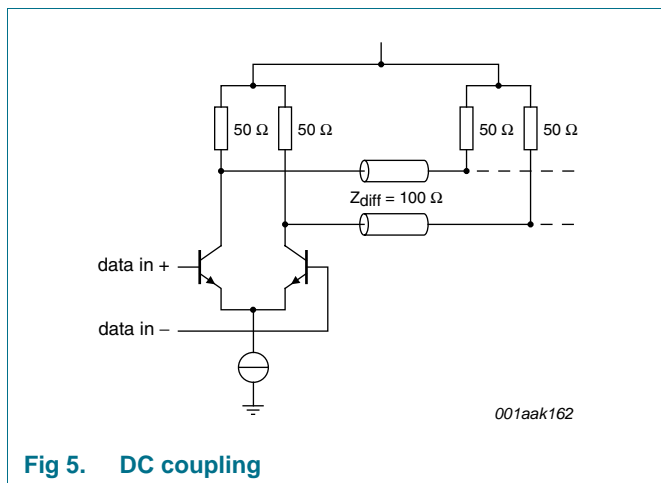 50 Ω 50 Ω 50 Ω 50 Ω
Zdiff = 100 Ω
data in +
data in −
001aak162
Fig 5. DC coupling